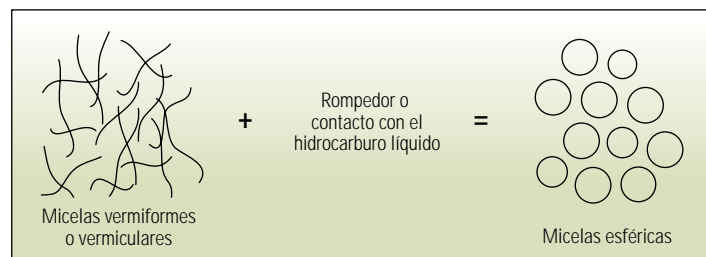 Micelas vermiformes
o vermiculares
+
Rompedor o
contacto con el
hidrocarburo líquido
=
Micelas esféricas